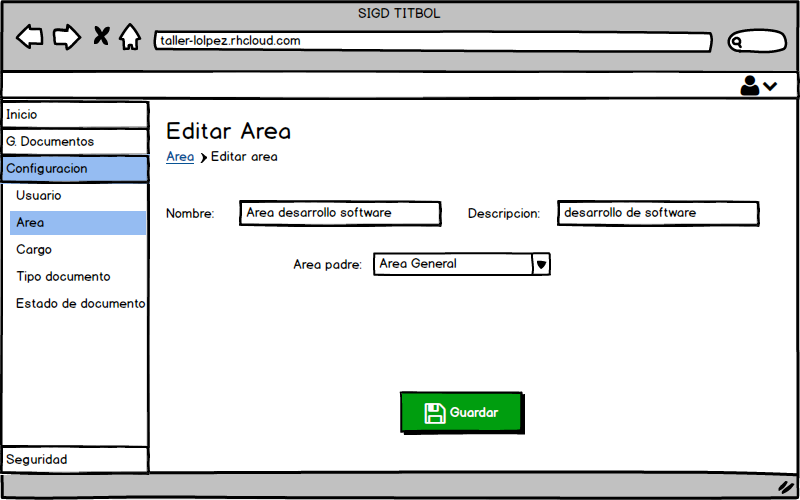 SIGD TITBOL
taller-lolpez.rhcloud.com
Inicio
G. Documentos
Configuracion
Usuario
Area
Cargo
Tipo documento
Estado de documento
Seguridad
Editar Area
Area Editar area
Nombre: Area desarrollo software Descripcion: desarrollo de software
Area padre: Area General
Guardar